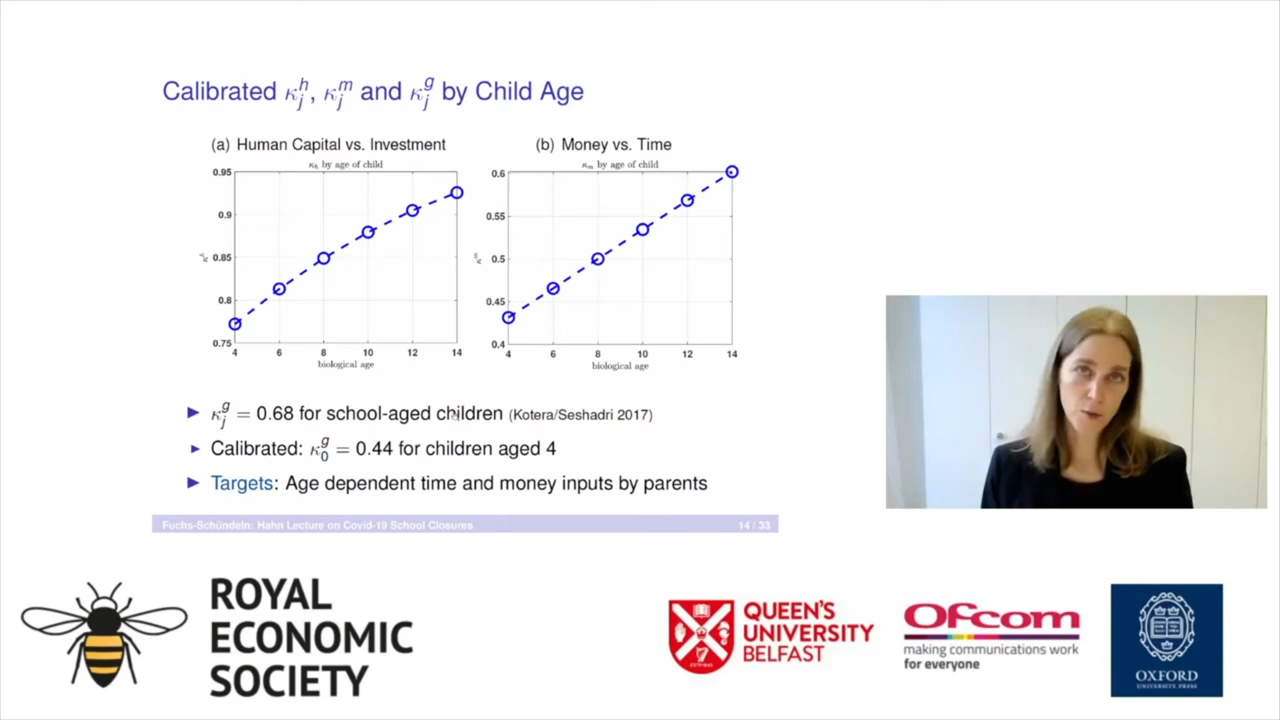 Calibrated κ_j^h, κ_j^m and κ_j^g by Child Age
(a) Human Capital vs. Investment
κ_h by age of child
0.95
0.9
0.85
0.8
0.75
κ^h
4 6 8 10 12 14
biological age
(b) Money vs. Time
κ_m by age of child
0.6
0.55
0.5
0.45
0.4
κ^m
4 6 8 10 12 14
biological age
► κ_j^g = 0.68 for school-aged children (Kotera/Seshadri 2017)
► Calibrated: κ_0^g = 0.44 for children aged 4
► Targets: Age dependent time and money inputs by parents
Fuchs-Schündeln: Hahn Lecture on Covid-19 School Closures 14 / 33
ROYAL
ECONOMIC
SOCIETY
QUEEN'S
UNIVERSITY
BELFAST
Ofcom
making communications work
for everyone
OXFORD
UNIVERSITY PRESS